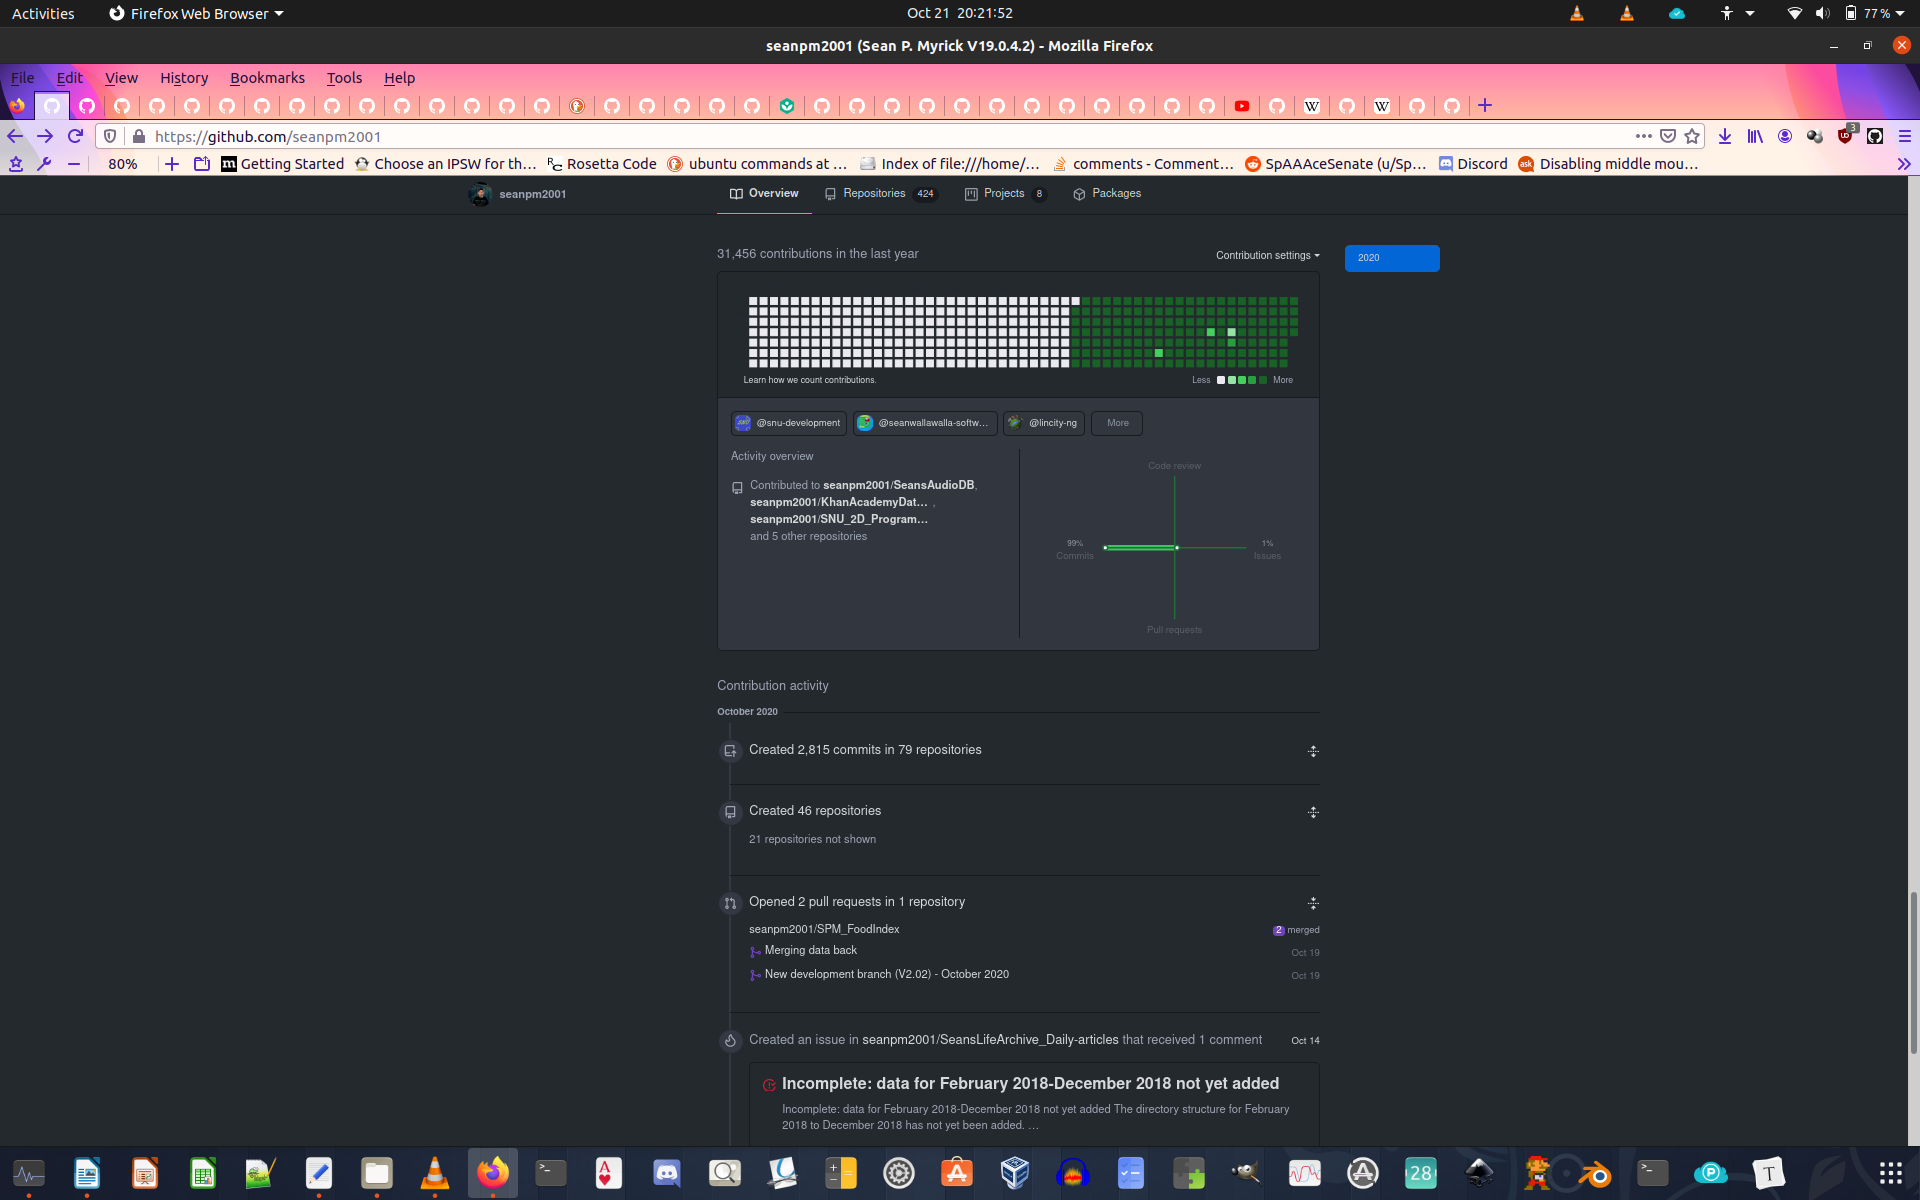 Activities Firefox Web Browser Oct 21 20:21:52 77 %
seanpm2001 (Sean P. Myrick V19.0.4.2) - Mozilla Firefox
File Edit View History Bookmarks Tools Help
https://github.com/seanpm2001 3
80% Getting Started Choose an IPSW for th… Rosetta Code ubuntu commands at … Index of file:///home/… comments - Comment… SpAAAceSenate (u/Sp… Discord Disabling middle mou…
seanpm2001 Overview Repositories 424 Projects 8 Packages
31,456 contributions in the last year Contribution settings 2020
Learn how we count contributions. Less More
@snu-development @seanwallawalla-softw… @lincity-ng More
Activity overview
Code review
Contributed to seanpm2001/SeansAudioDB,
seanpm2001/KhanAcademyDat… ,
seanpm2001/SNU_2D_Program…
and 5 other repositories
99% Commits
1% Issues
Pull requests
Contribution activity
October 2020
Created 2,815 commits in 79 repositories
Created 46 repositories
21 repositories not shown
Opened 2 pull requests in 1 repository
seanpm2001/SPM_FoodIndex 2 merged
Merging data back Oct 19
New development branch (V2.02) - October 2020 Oct 19
Created an issue in seanpm2001/SeansLifeArchive_Daily-articles that received 1 comment Oct 14
Incomplete: data for February 2018-December 2018 not yet added
Incomplete: data for February 2018-December 2018 not yet added The directory structure for February
2018 to December 2018 has not yet been added. …
28